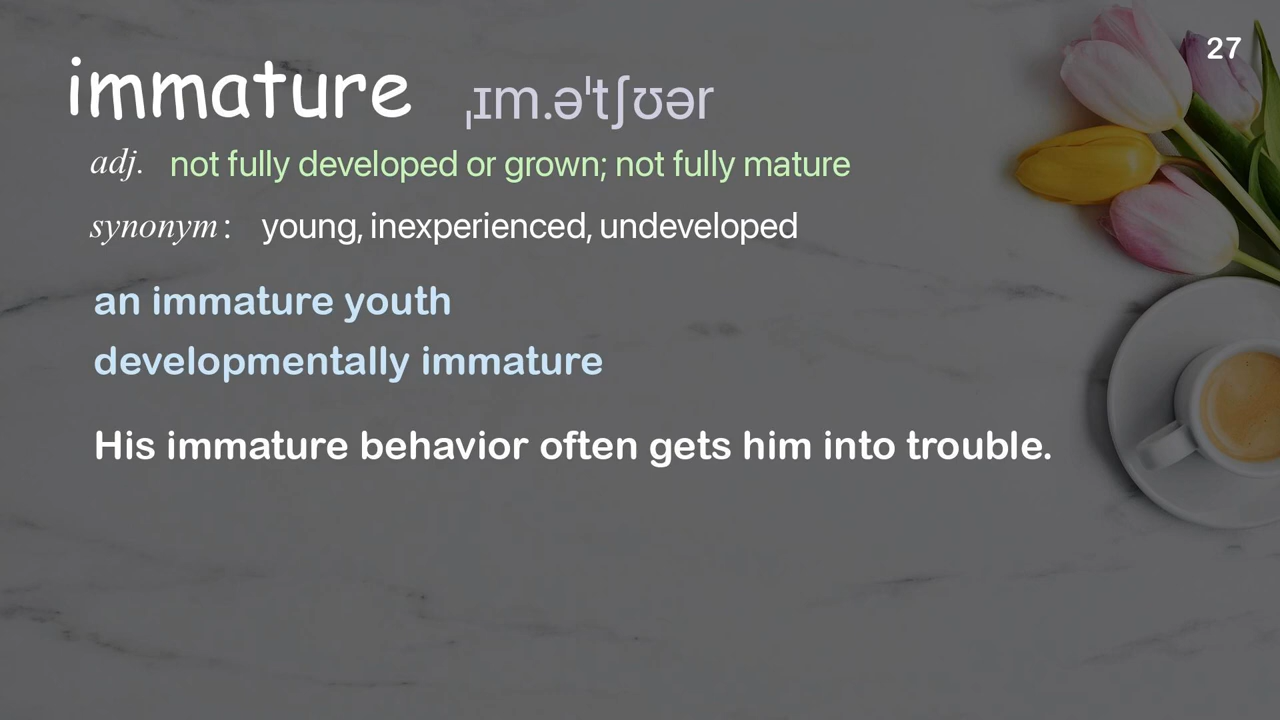 27
immature ˌɪm.əˈtʃʊər
adj. not fully developed or grown; not fully mature
synonym: young, inexperienced, undeveloped
an immature youth
developmentally immature
His immature behavior often gets him into trouble.